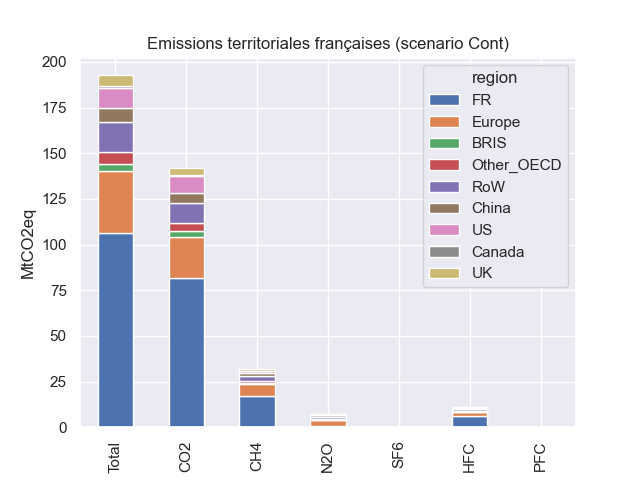 Emissions territoriales françaises (scenario Cont)
MtCO2eq
200
175
150
125
100
75
50
25
0
region
FR
Europe
BRIS
Other_OECD
RoW
China
US
Canada
UK
Total
CO2
CH4
N2O
SF6
HFC
PFC